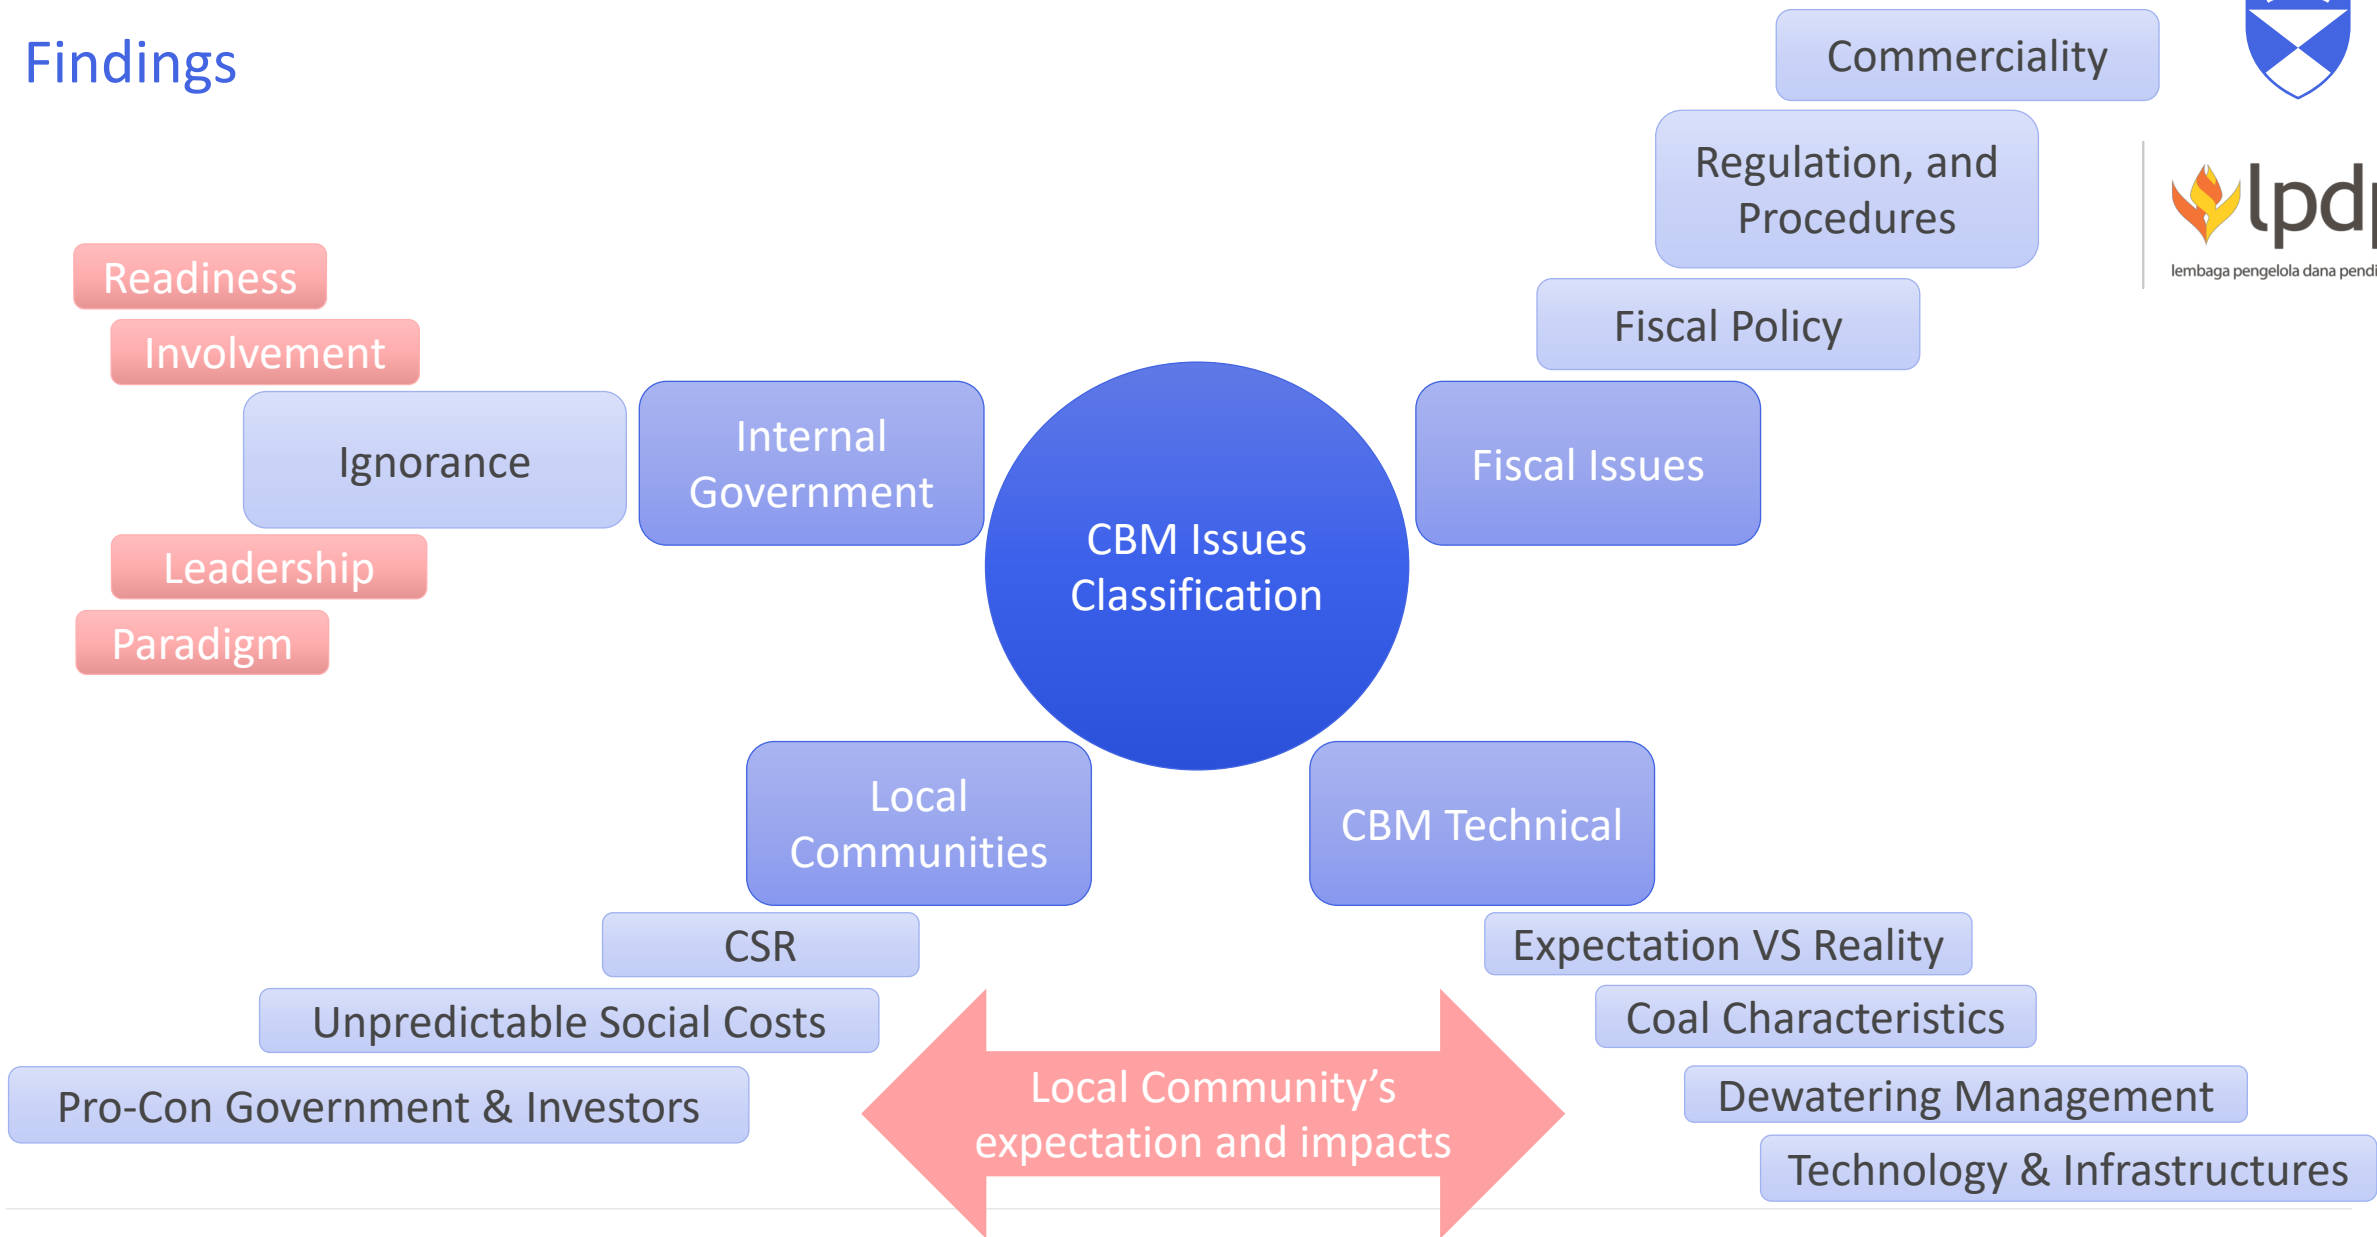 Findings
Commerciality
Regulation, and
Procedures
Fiscal Policy
Fiscal Issues
lpdp
lembaga pengelola dana pendi
Readiness
Involvement
Ignorance
Leadership
Paradigm
Internal
Government
CBM Issues
Classification
Local
Communities
CBM Technical
CSR
Unpredictable Social Costs
Pro-Con Government & Investors
Local Community’s
expectation and impacts
Expectation VS Reality
Coal Characteristics
Dewatering Management
Technology & Infrastructures